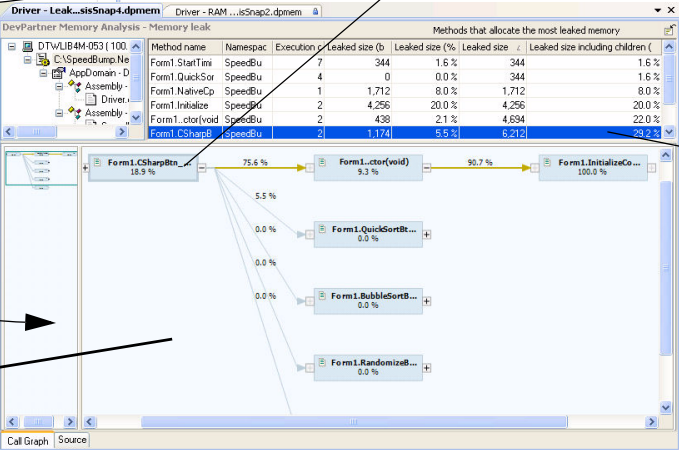 Driver - Leak...sisSnap4.dpmem Driver - RAM ...isSnap2.dpmem
DevPartner Memory Analysis - Memory leak
Methods that allocate the most leaked memory
DTWLIB4M-053 ( 100.
C:\SpeedBump.Ne
AppDomain - D
Assembly -
Driver.
Assembly -
Method name Namespac Execution c Leaked size (b Leaked size (% Leaked size Leaked size including children (
Form1.StartTimi SpeedBu 7 344 1.6 % 344 1.6 %
Form1.QuickSor SpeedBu 4 0 0.0 % 344 1.6 %
Form1.NativeCp SpeedBu 1 1,712 8.0 % 1,712 8.0 %
Form1.Initialize SpeedBu 2 4,256 20.0 % 4,256 20.0 %
Form1..ctor(void SpeedBu 2 438 2.1 % 4,694 22.0 %
Form1.CSharpB SpeedBu 2 1,174 5.5 % 6,212 29.2 %
Form1.CSharpBtn_...
18.9 %
75.6 %
Form1..ctor(void)
9.3 %
90.7 %
Form1.InitializeCo...
100.0 %
5.5 %
Form1.QuickSortBt...
0.0 %
0.0 %
Form1.BubbleSortB...
0.0 %
0.0 %
Form1.RandomizeB...
0.0 %
0.0 %
Call Graph Source